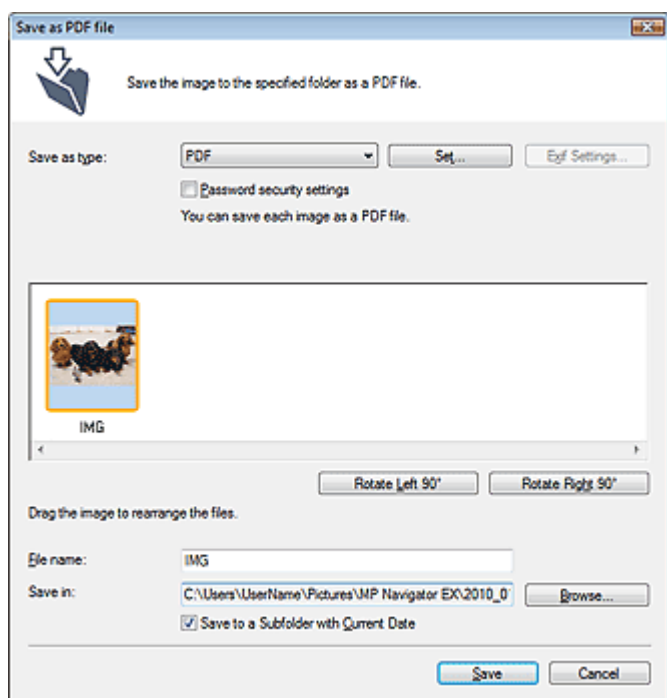 Save as PDF file
Save the image to the specified folder as a PDF file.
Save as type: PDF Set... Exif Settings...
Password security settings
You can save each image as a PDF file.
IMG
Rotate Left 90° Rotate Right 90°
Drag the image to rearrange the files.
File name: IMG
Save in: C:\Users\UserName\Pictures\MP Navigator EX\2010_0 Browse...
Save to a Subfolder with Current Date
Save Cancel